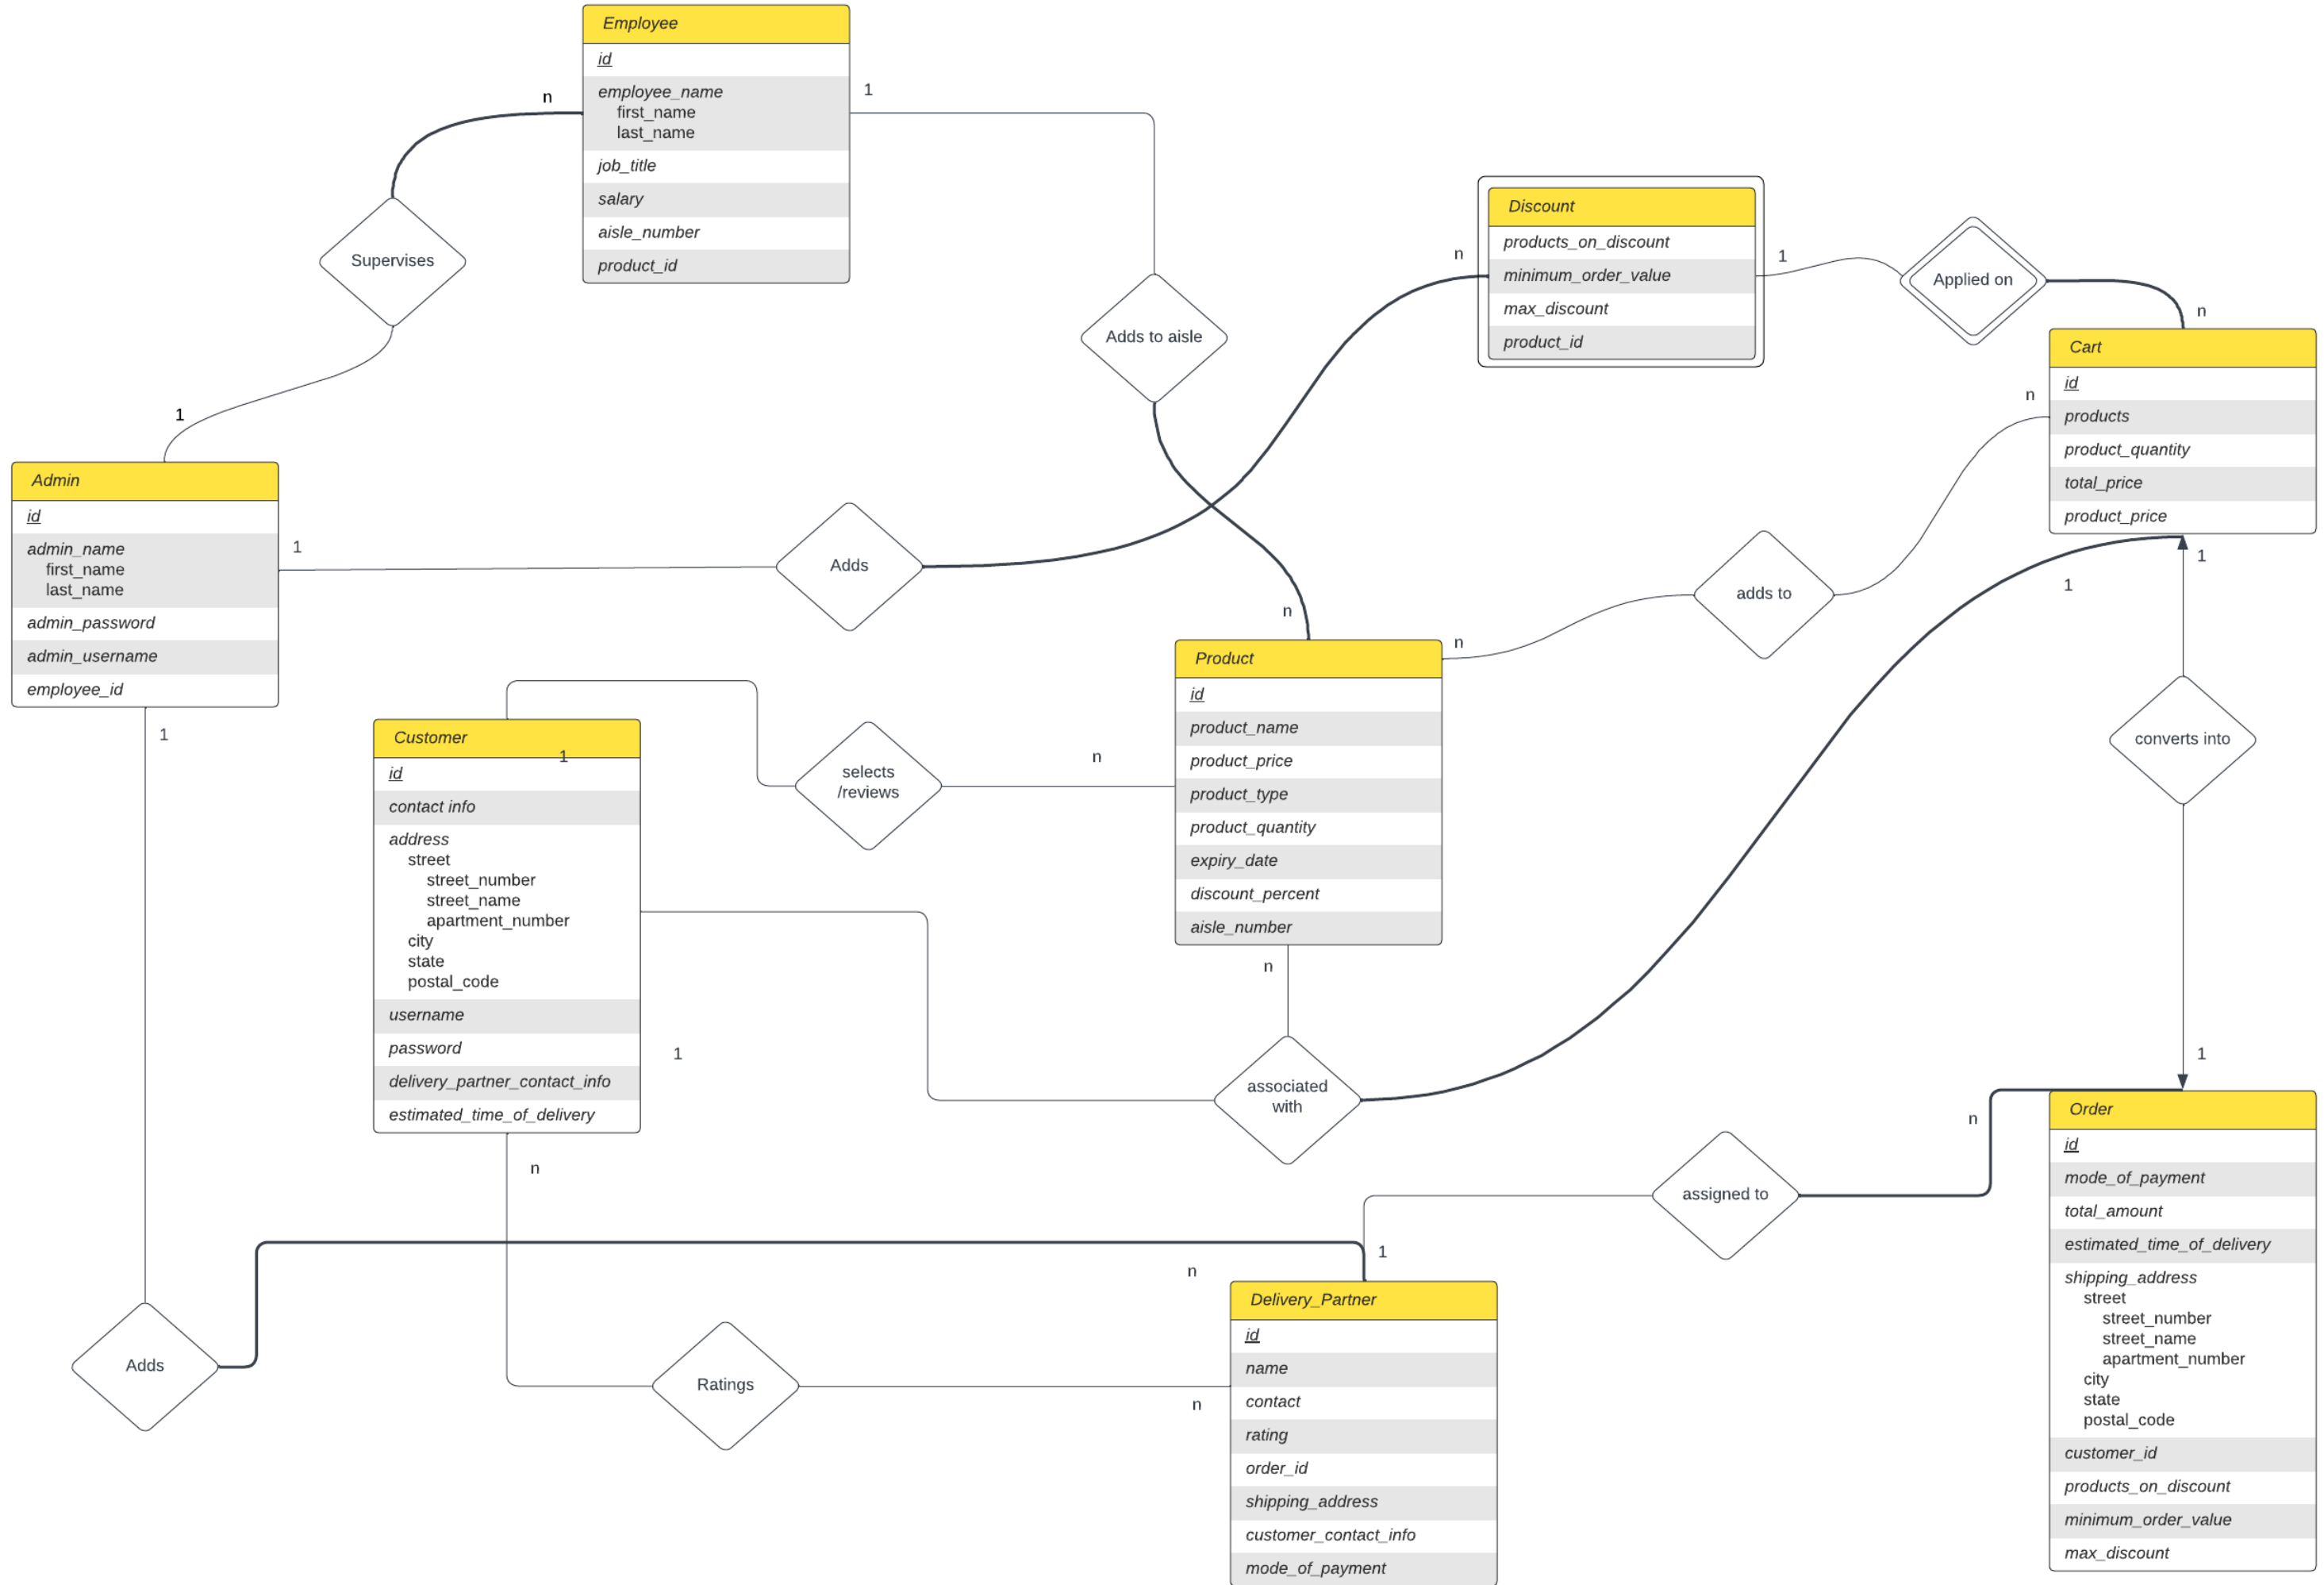 Employee
id
employee_name
first_name
last_name
job_title
salary
aisle_number
product_id
n
1
Supervises
1
Adds to aisle
n
Discount
products_on_discount
minimum_order_value
max_discount
product_id
n
1
Applied on
n
Cart
id
products
product_quantity
total_price
product_price
n
1
1
Admin
id
admin_name
first_name
last_name
admin_password
admin_username
employee_id
1
1
Adds
adds to
n
Product
id
product_name
product_price
product_type
product_quantity
expiry_date
discount_percent
aisle_number
n
converts into
1
Customer
1
id
contact info
address
street
street_number
street_name
apartment_number
city
state
postal_code
username
password
delivery_partner_contact_info
estimated_time_of_delivery
1
n
selects
/reviews
n
associated
with
assigned to
n
1
n
Order
id
mode_of_payment
total_amount
estimated_time_of_delivery
shipping_address
street
street_number
street_name
apartment_number
city
state
postal_code
customer_id
products_on_discount
minimum_order_value
max_discount
Adds
Ratings
n
Delivery_Partner
id
name
contact
rating
order_id
shipping_address
customer_contact_info
mode_of_payment